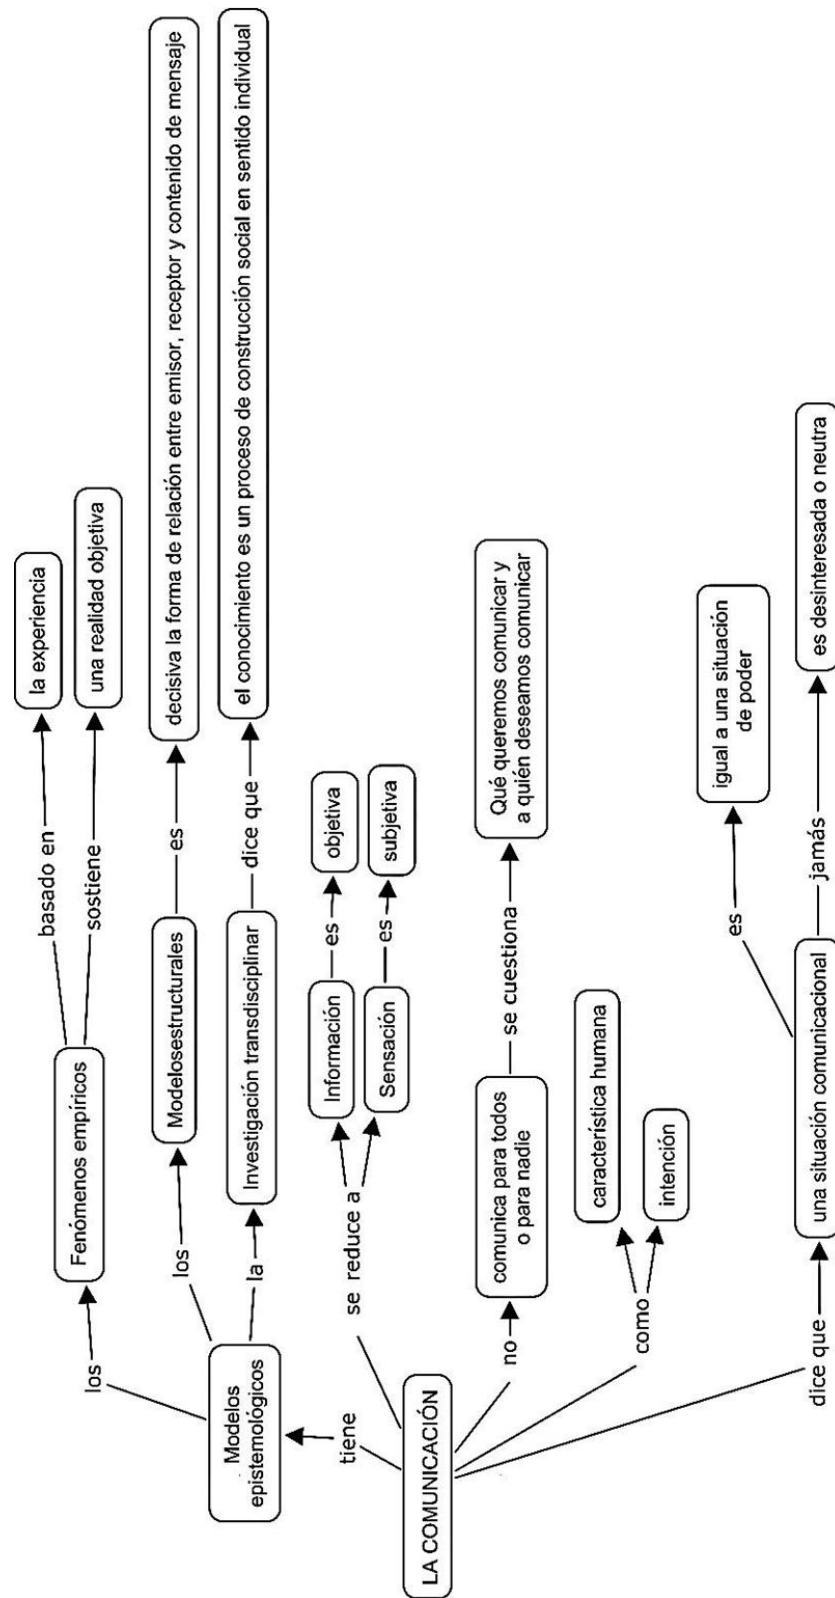 LA COMUNICACIÓN
tiene
Modelos
epistemológicos
los
Fenómenos empíricos
basado en
la experiencia
sostiene
una realidad objetiva
los
Modelosestructurales
es
decisiva la forma de relación entre emisor, receptor y contenido de mensaje
la
Investigación transdisciplinar
dice que
el conocimiento es un proceso de construcción social en sentido individual
se reduce a
Información
es
objetiva
Sensación
es
subjetiva
no
comunica para todos
o para nadie
se cuestiona
Qué queremos comunicar y
a quién deseamos comunicar
como
característica humana
intención
dice que
una situación comunicacional
es
igual a una situación
de poder
jamás
es desinteresada o neutra